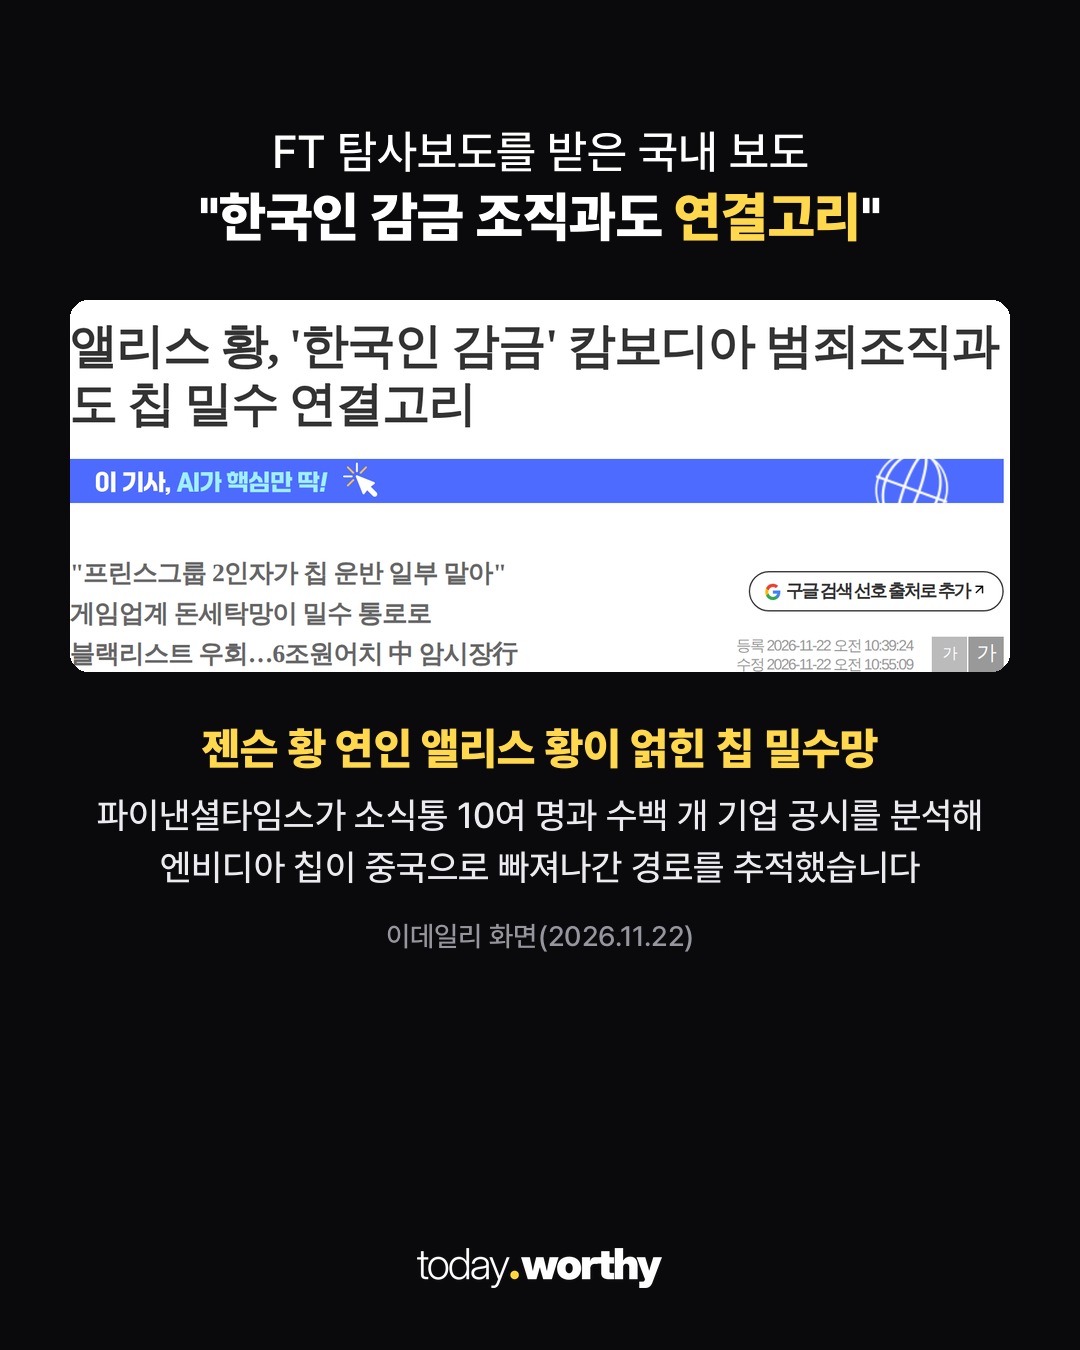 FT 탐사보도를 받은 국내 보도
"한국인 감금 조직과도 연결고리"
앨리스 황, '한국인 감금' 캄보디아 범죄조직과
도 칩 밀수 연결고리
이 기사, AI가 핵심만 딱!
"프린스그룹 2인자가 칩 운반 일부 맡아"
게임업계 돈세탁망이 밀수 통로로
블랙리스트 우회…6조원어치 中 암시장行
구글 검색 선호 출처로 추가
등록 2026-11-22 오전 10:39:24
수정 2026-11-22 오전 10:55:09
가 가
젠슨 황 연인 앨리스 황이 얽힌 칩 밀수망
파이낸셜타임스가 소식통 10여 명과 수백 개 기업 공시를 분석해
엔비디아 칩이 중국으로 빠져나간 경로를 추적했습니다
이데일리 화면(2026.11.22)
today.worthy